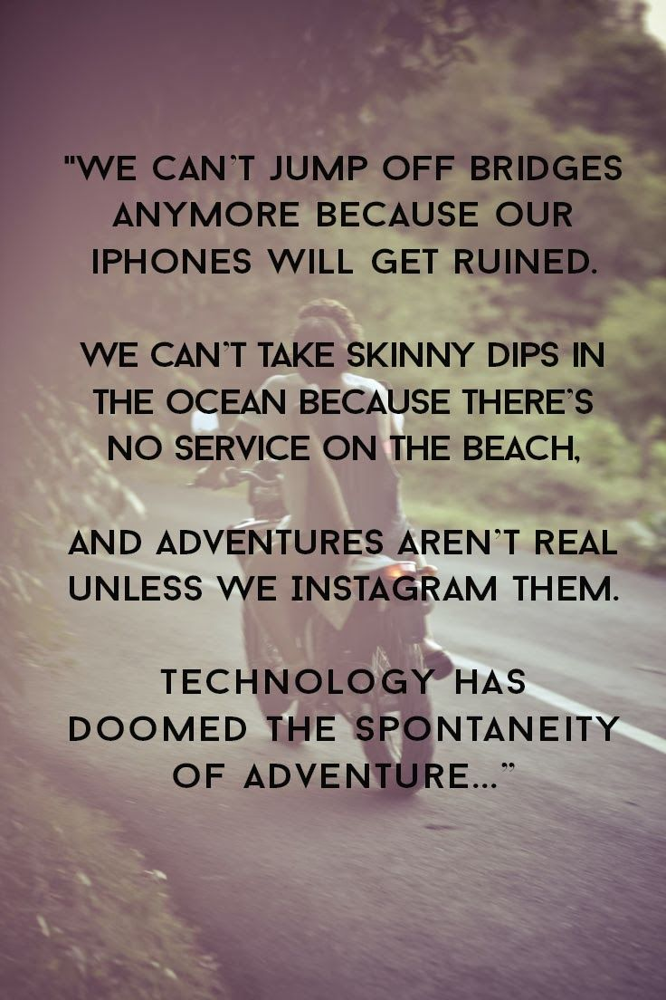 "WE CAN'T JUMP OFF BRIDGES
ANYMORE BECAUSE OUR
IPHONES WILL GET RUINED.
WE CAN'T TAKE SKINNY DIPS IN
THE OCEAN BECAUSE THERE'S
NO SERVICE ON THE BEACH,
AND ADVENTURES AREN'T REAL
UNLESS WE INSTAGRAM THEM.
TECHNOLOGY HAS
DOOMED THE SPONTANEITY
OF ADVENTURE..."